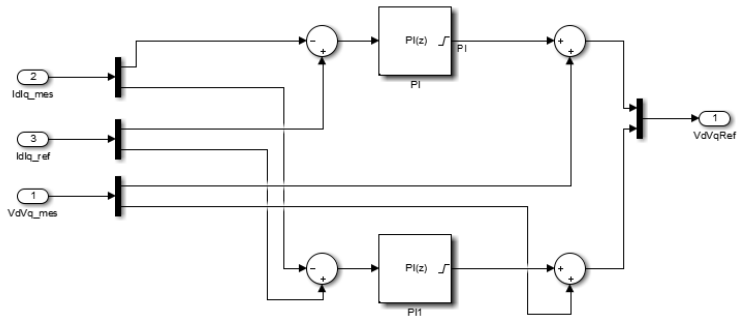 2
IdIq_mes
3
IdIq_ref
1
VdVq_mes
−
+
PI(z)
PI
PI
+
+
1
VdVqRef
−
+
PI(z)
PI1
+
+